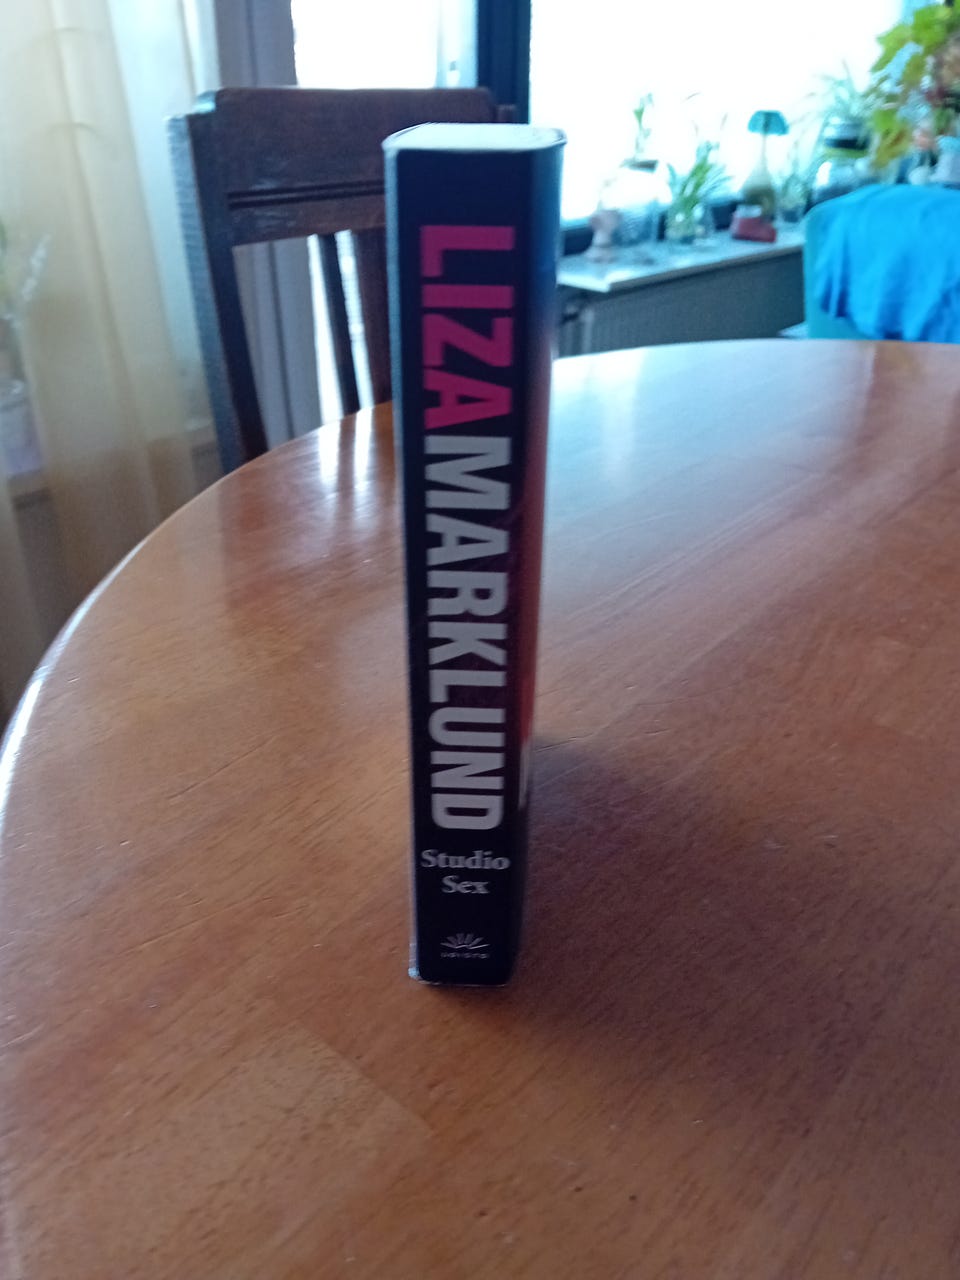 LIZA MARKLUND
Studio
Sex